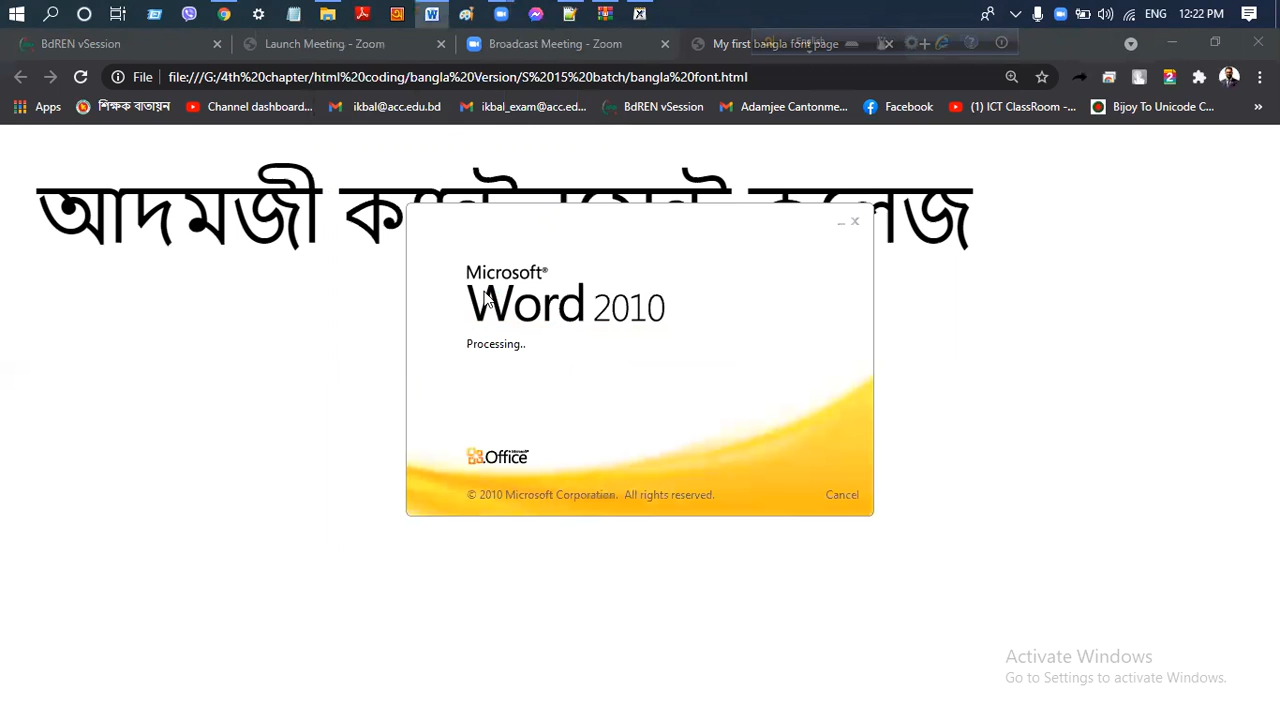 ENG 12:22 PM
BdREN vSession
Launch Meeting - Zoom
Broadcast Meeting - Zoom
My first bangla font page
English
File file:///G:/4th%20chapter/html%20coding/bangla%20Version/S%2015%20batch/bangla%20font.html
Apps শিক্ষক বাতায়ন Channel dashboard... ikbal@acc.edu.bd ikbal_exam@acc.ed... BdREN vSession Adamjee Cantonme... Facebook (1) ICT ClassRoom -... Bijoy To Unicode C... »
আদমজী
Microsoft®
Word 2010
Processing..
Office
© 2010 Microsoft Corporation. All rights reserved. Cancel
Activate Windows
Go to Settings to activate Windows.